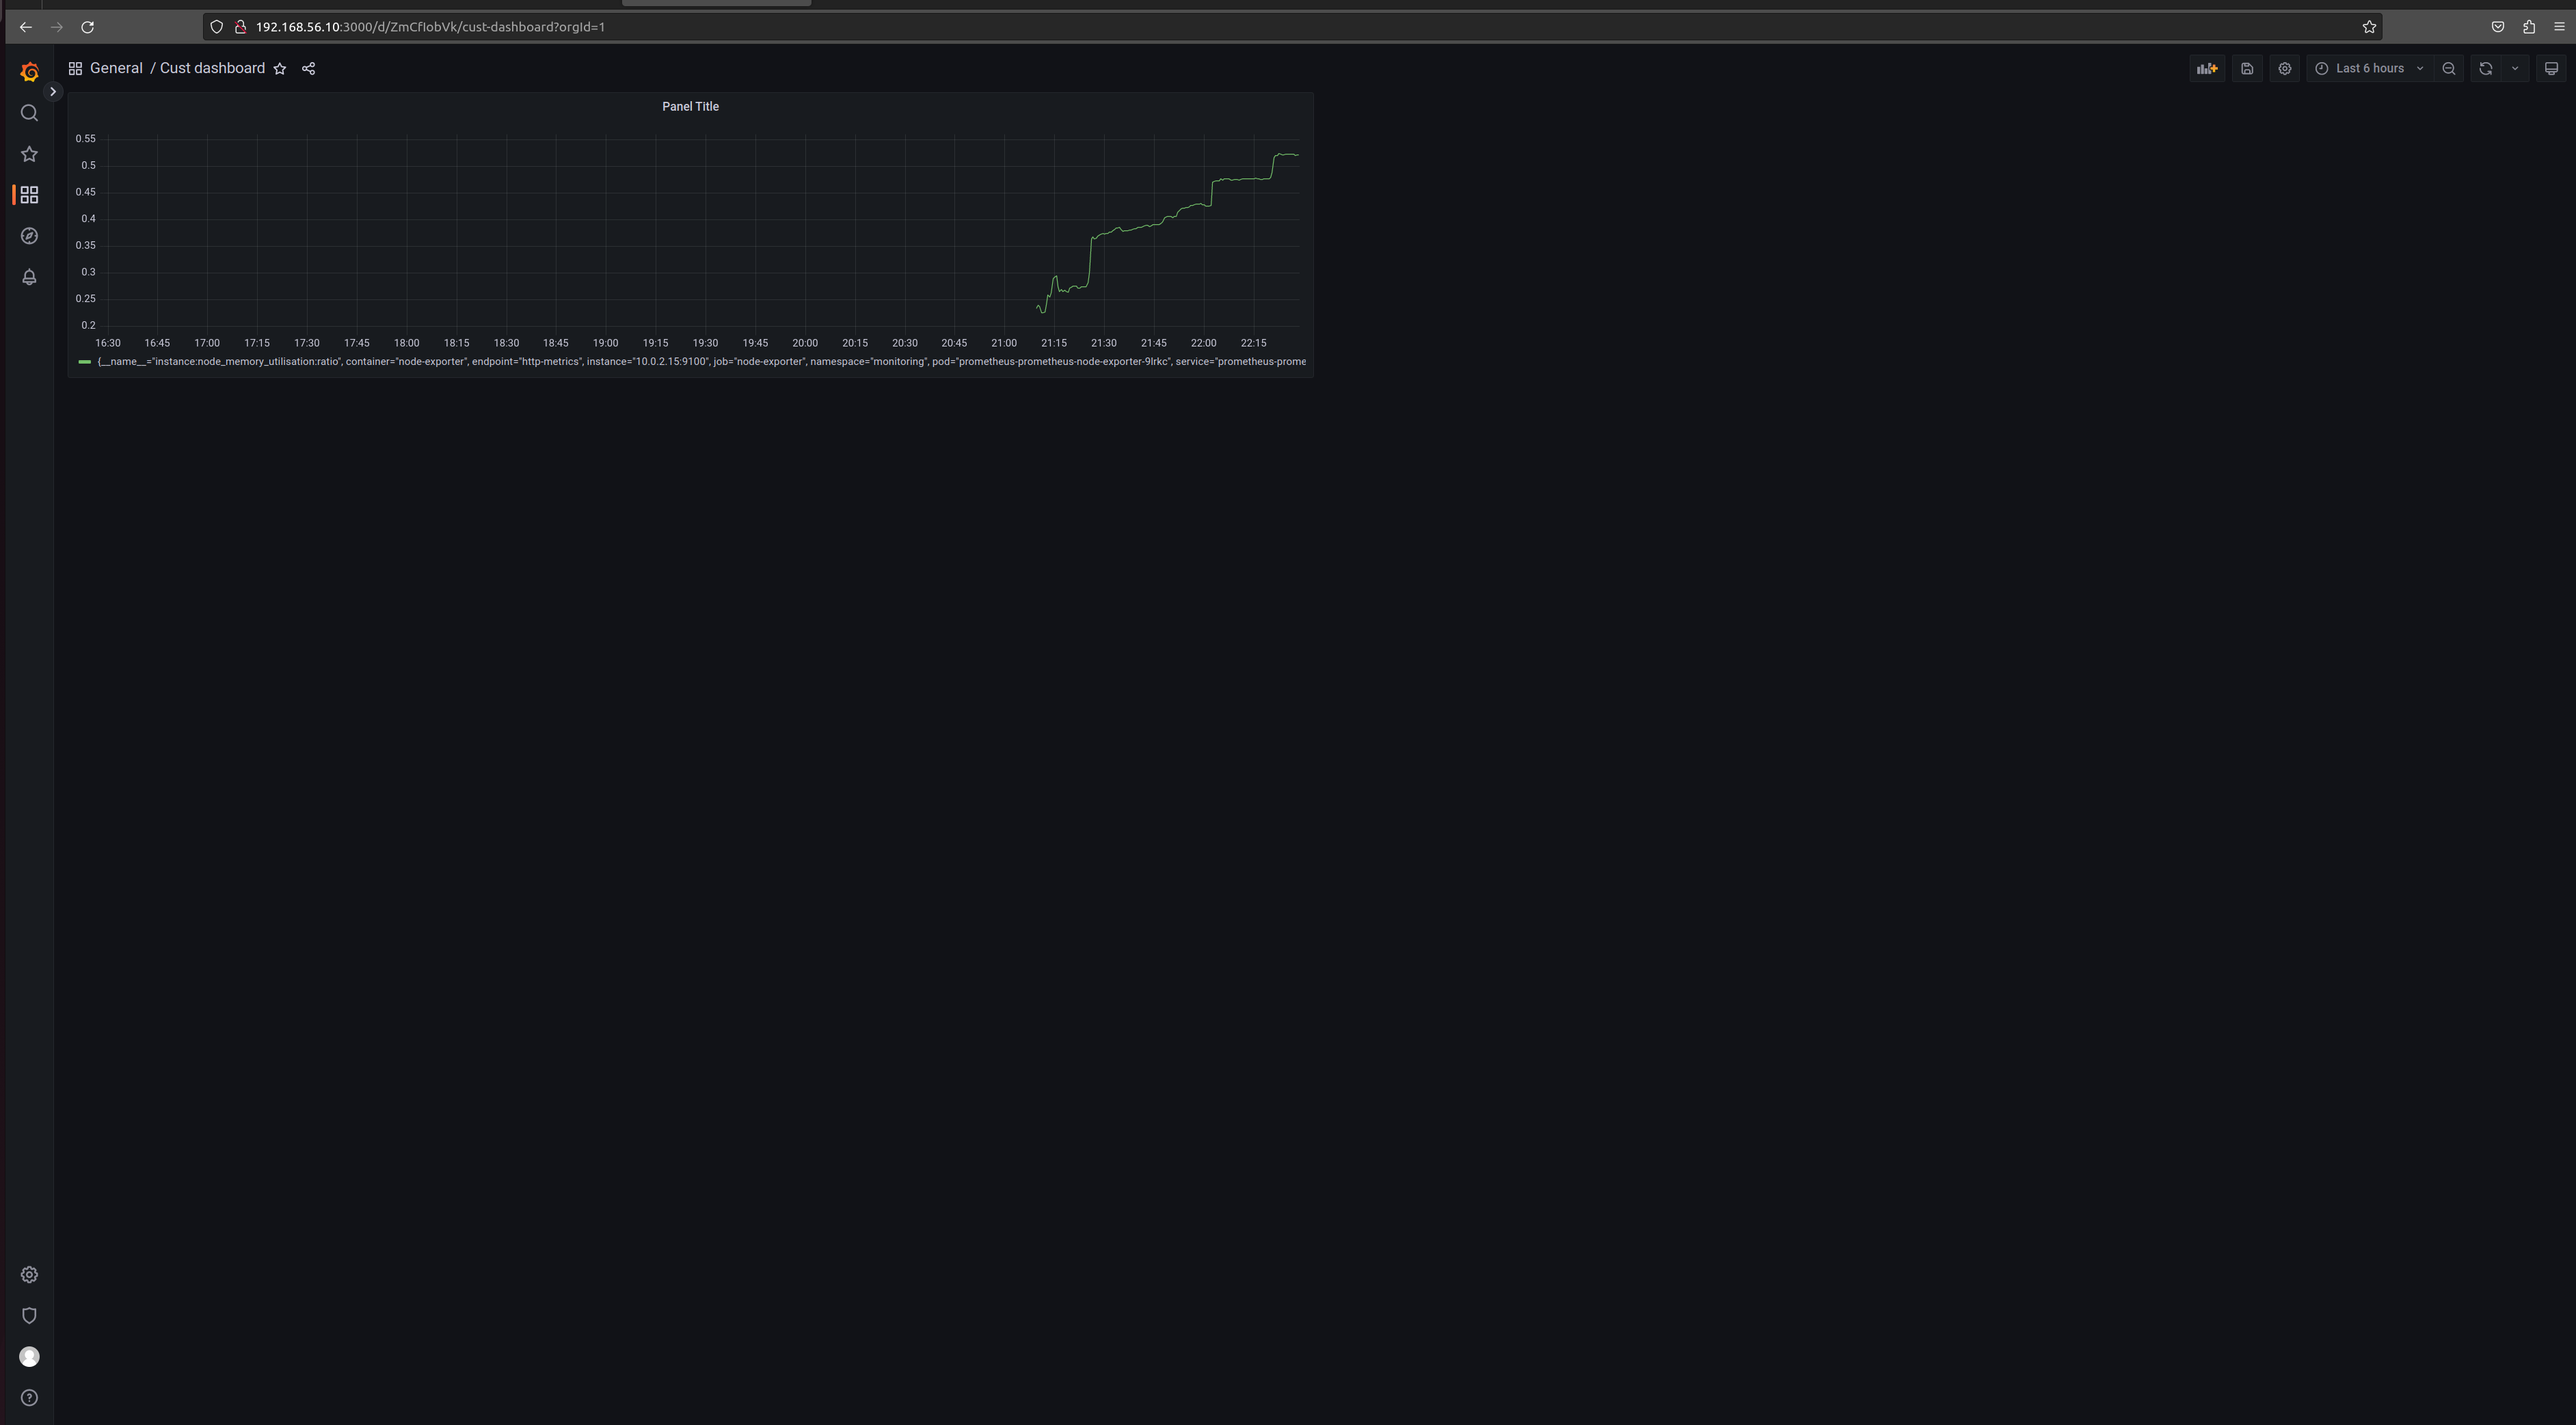 192.168.56.10:3000/d/ZmCfIobVk/cust-dashboard?orgId=1
General / Cust dashboard
Last 6 hours
Panel Title
0.55
0.5
0.45
0.4
0.35
0.3
0.25
0.2
16:30 16:45 17:00 17:15 17:30 17:45 18:00 18:15 18:30 18:45 19:00 19:15 19:30 19:45 20:00 20:15 20:30 20:45 21:00 21:15 21:30 21:45 22:00 22:15
{__name__="instance:node_memory_utilisation:ratio", container="node-exporter", endpoint="http-metrics", instance="10.0.2.15:9100", job="node-exporter", namespace="monitoring", pod="prometheus-prometheus-node-exporter-9lrkc", service="prometheus-prome